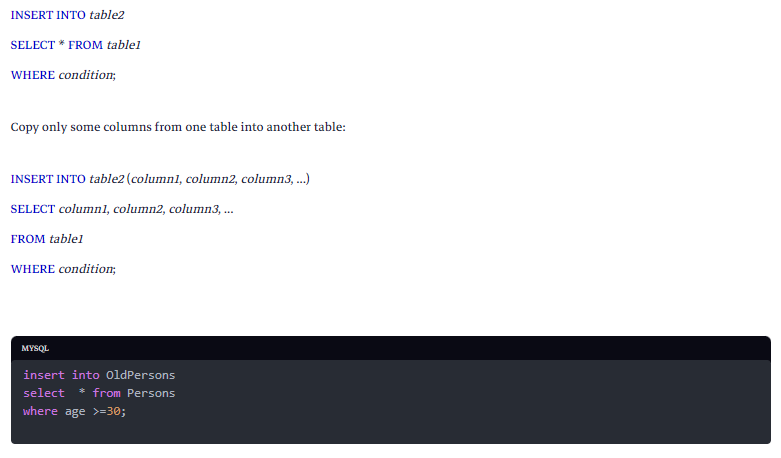 INSERT INTO table2
SELECT * FROM table1
WHERE condition;
Copy only some columns from one table into another table:
INSERT INTO table2 (column1, column2, column3, ...)
SELECT column1, column2, column3, ...
FROM table1
WHERE condition;
MYSQL
insert into OldPersons
select  * from Persons
where age >=30;